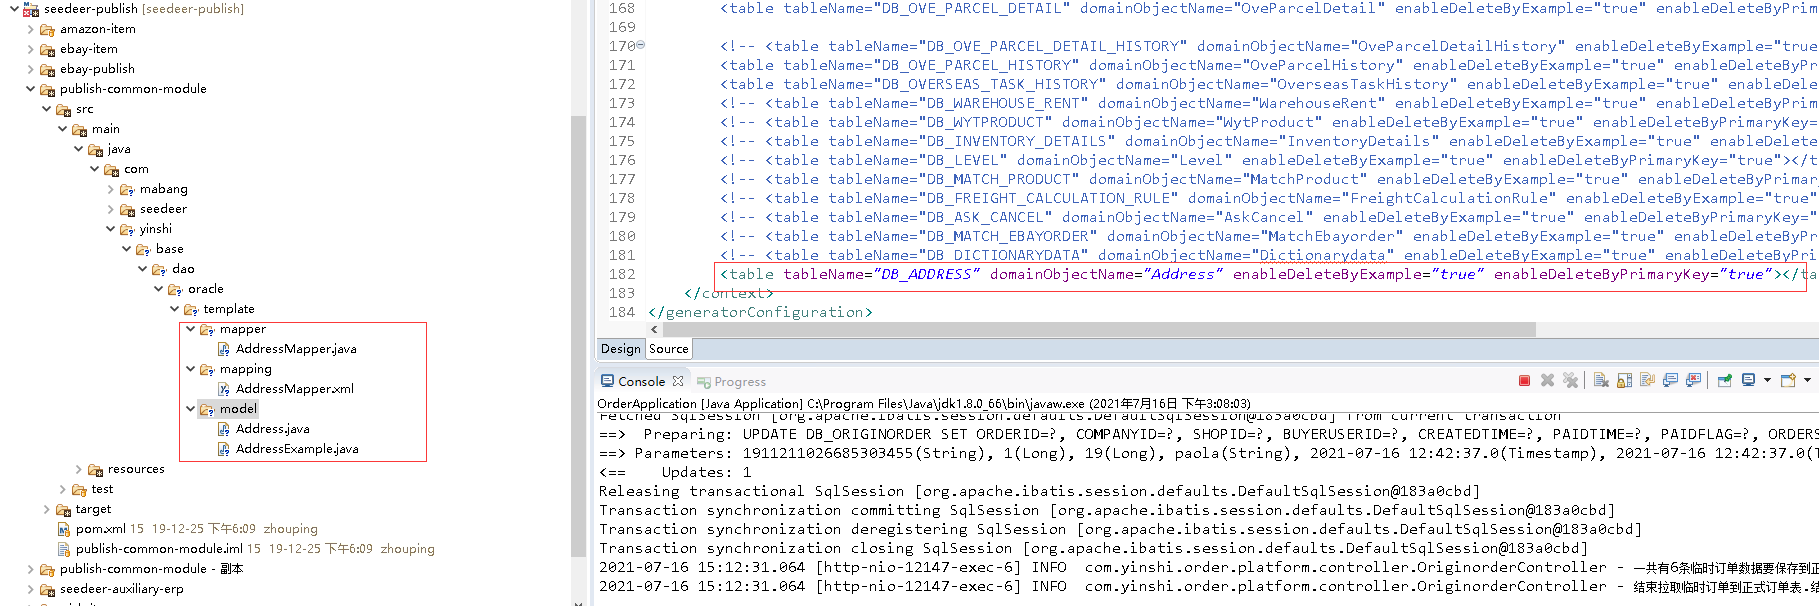 seedeer-publish [seedeer-publish]
amazon-item
ebay-item
ebay-publish
publish-common-module
src
main
java
com
mabang
seedeer
yinshi
base
dao
oracle
template
mapper
AddressMapper.java
mapping
AddressMapper.xml
model
Address.java
AddressExample.java
resources
test
target
pom.xml 15 19-12-25 下午6:09 zhouping
publish-common-module.iml 15 19-12-25 下午6:09 zhouping
publish-common-module - 副本
seedeer-auxiliary-erp
168 <table tableName="DB_OVE_PARCEL_DETAIL" domainObjectName="OveParcelDetail" enableDeleteByExample="true" enableDeleteByPrim
169
170 <!-- <table tableName="DB_OVE_PARCEL_DETAIL_HISTORY" domainObjectName="OveParcelDetailHistory" enableDeleteByExample="true
171 <table tableName="DB_OVE_PARCEL_HISTORY" domainObjectName="OveParcelHistory" enableDeleteByExample="true" enableDeleteByPr
172 <table tableName="DB_OVERSEAS_TASK_HISTORY" domainObjectName="OverseasTaskHistory" enableDeleteByExample="true" enableDele
173 <!-- <table tableName="DB_WAREHOUSE_RENT" domainObjectName="WarehouseRent" enableDeleteByExample="true" enableDeleteByPrim
174 <!-- <table tableName="DB_WYTPRODUCT" domainObjectName="WytProduct" enableDeleteByExample="true" enableDeleteByPrimaryKey=
175 <!-- <table tableName="DB_INVENTORY_DETAILS" domainObjectName="InventoryDetails" enableDeleteByExample="true" enableDelete
176 <!-- <table tableName="DB_LEVEL" domainObjectName="Level" enableDeleteByExample="true" enableDeleteByPrimaryKey="true"></t
177 <!-- <table tableName="DB_MATCH_PRODUCT" domainObjectName="MatchProduct" enableDeleteByExample="true" enableDeleteByPrimar
178 <!-- <table tableName="DB_FREIGHT_CALCULATION_RULE" domainObjectName="FreightCalculationRule" enableDeleteByExample="true"
179 <!-- <table tableName="DB_ASK_CANCEL" domainObjectName="AskCancel" enableDeleteByExample="true" enableDeleteByPrimaryKey="
180 <!-- <table tableName="DB_MATCH_EBAYORDER" domainObjectName="MatchEbayorder" enableDeleteByExample="true" enableDeleteByPr
181 <!-- <table tableName="DB_DICTIONARYDATA" domainObjectName="Dictionarydata" enableDeleteByExample="true" enableDeleteByPri
182 <table tableName="DB_ADDRESS" domainObjectName="Address" enableDeleteByExample="true" enableDeleteByPrimaryKey="true"></ta
183 </context>
184 </generatorConfiguration>
Design Source
Console Progress
OrderApplication [Java Application] C:\Program Files\Java\jdk1.8.0_66\bin\javaw.exe (2021年7月16日 下午3:08:03)
Fetched SqlSession [org.apache.ibatis.session.defaults.DefaultSqlSession@183a0cbd] from current transaction
==> Preparing: UPDATE DB_ORIGINORDER SET ORDERID=?, COMPANYID=?, SHOPID=?, BUYERUSERID=?, CREATEDTIME=?, PAIDTIME=?, PAIDFLAG=?, ORDERS
==> Parameters: 1911211026685303455(String), 1(Long), 19(Long), paola(String), 2021-07-16 12:42:37.0(Timestamp), 2021-07-16 12:42:37.0(T
<== Updates: 1
Releasing transactional SqlSession [org.apache.ibatis.session.defaults.DefaultSqlSession@183a0cbd]
Transaction synchronization committing SqlSession [org.apache.ibatis.session.defaults.DefaultSqlSession@183a0cbd]
Transaction synchronization deregistering SqlSession [org.apache.ibatis.session.defaults.DefaultSqlSession@183a0cbd]
Transaction synchronization closing SqlSession [org.apache.ibatis.session.defaults.DefaultSqlSession@183a0cbd]
2021-07-16 15:12:31.064 [http-nio-12147-exec-6] INFO com.yinshi.order.platform.controller.OriginorderController - 一共有6条临时订单数据要保存到正
2021-07-16 15:12:31.064 [http-nio-12147-exec-6] INFO com.yinshi.order.platform.controller.OriginorderController - 结束拉取临时订单到正式订单表.结